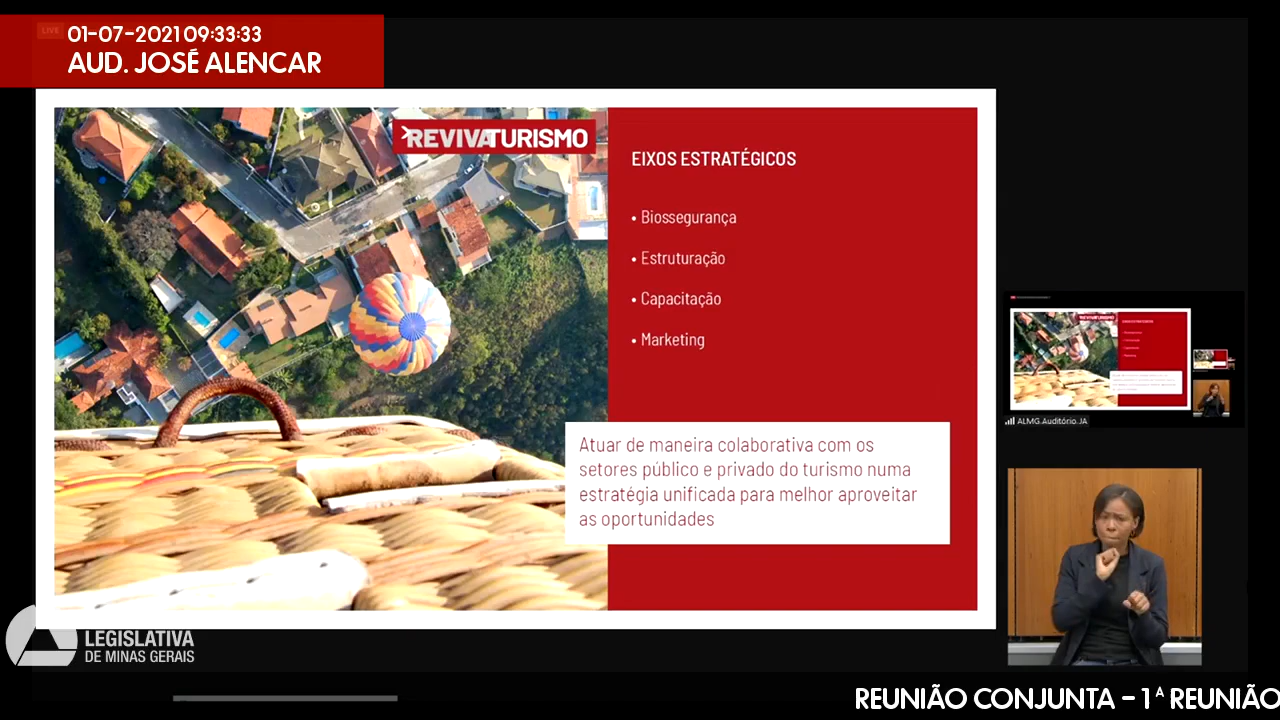 LIVE
01-07-2021 09:33:33
AUD. JOSÉ ALENCAR
REVIVATURISMO
EIXOS ESTRATÉGICOS
• Biossegurança
• Estruturação
• Capacitação
• Marketing
Atuar de maneira colaborativa com os
setores público e privado do turismo numa
estratégia unificada para melhor aproveitar
as oportunidades
ALMG.Auditório.JA
LEGISLATIVA
DE MINAS GERAIS
REUNIÃO CONJUNTA – 1ª REUNIÃO